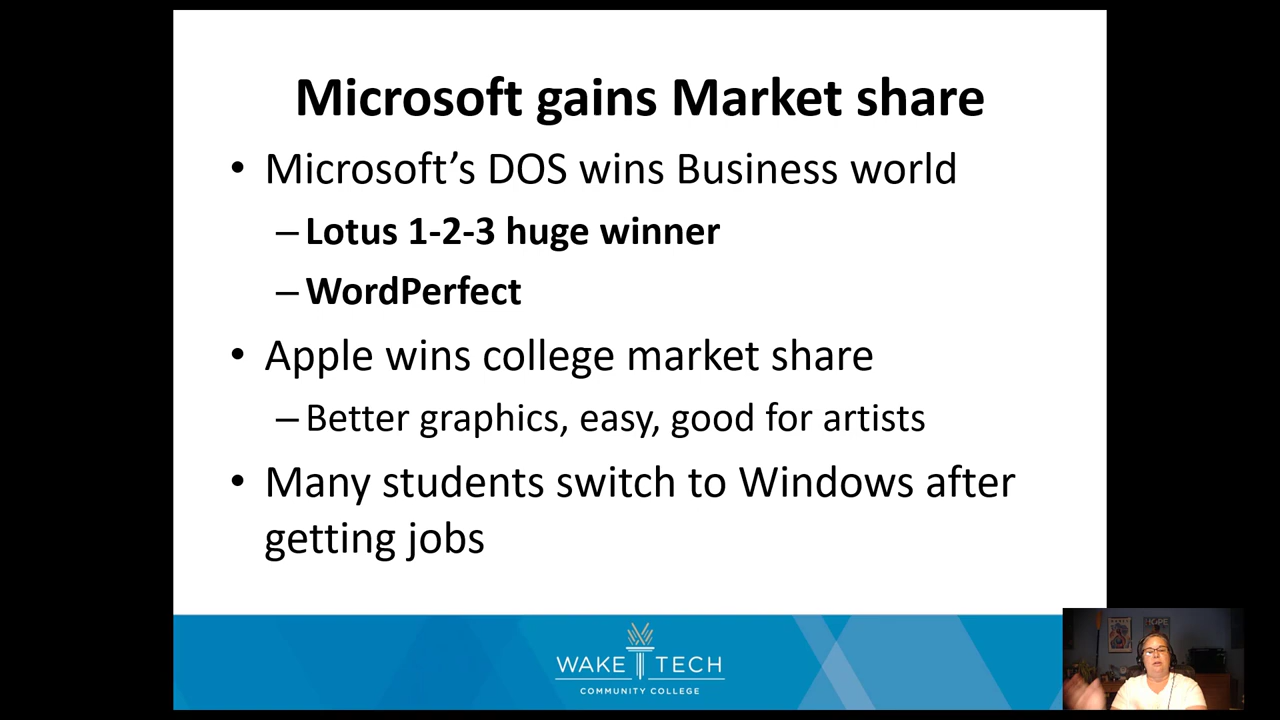 Microsoft gains Market share
• Microsoft’s DOS wins Business world
– Lotus 1-2-3 huge winner
– WordPerfect
• Apple wins college market share
– Better graphics, easy, good for artists
• Many students switch to Windows after
getting jobs
WAKE TECH
COMMUNITY COLLEGE
HOPE